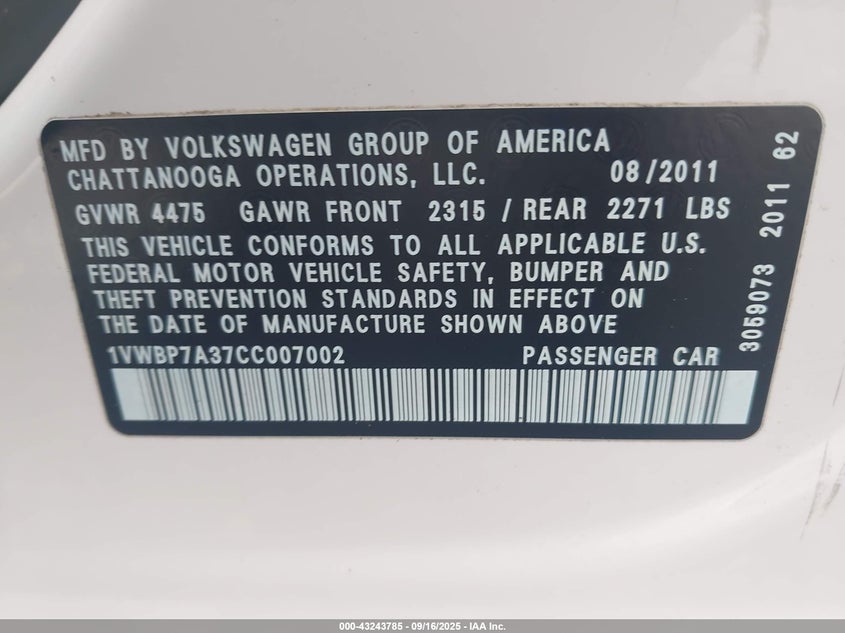 MFD BY VOLKSWAGEN GROUP OF AMERICA
CHATTANOOGA OPERATIONS, LLC. 08/2011
GVWR 4475 GAWR FRONT 2315 / REAR 2271 LBS
THIS VEHICLE CONFORMS TO ALL APPLICABLE U.S.
FEDERAL MOTOR VEHICLE SAFETY, BUMPER AND
THEFT PREVENTION STANDARDS IN EFFECT ON
THE DATE OF MANUFACTURE SHOWN ABOVE
1VWBP7A37CC007002 PASSENGER CAR
3059073 2011 62
000-43243785 - 09/16/2025 - IAA Inc.